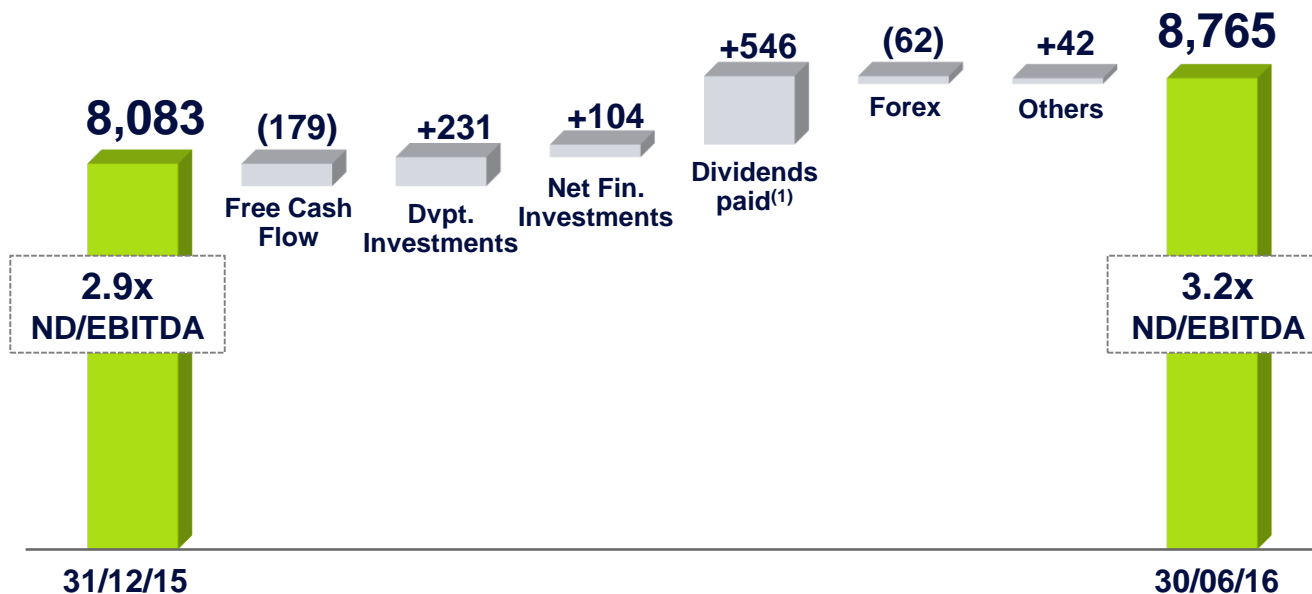 8,083
2.9x
ND/EBITDA
31/12/15
(179)
Free Cash
Flow
+231
Dvpt.
Investments
+104
Net Fin.
Investments
+546
Dividends
paid(1)
(62)
Forex
+42
Others
8,765
3.2x
ND/EBITDA
30/06/16